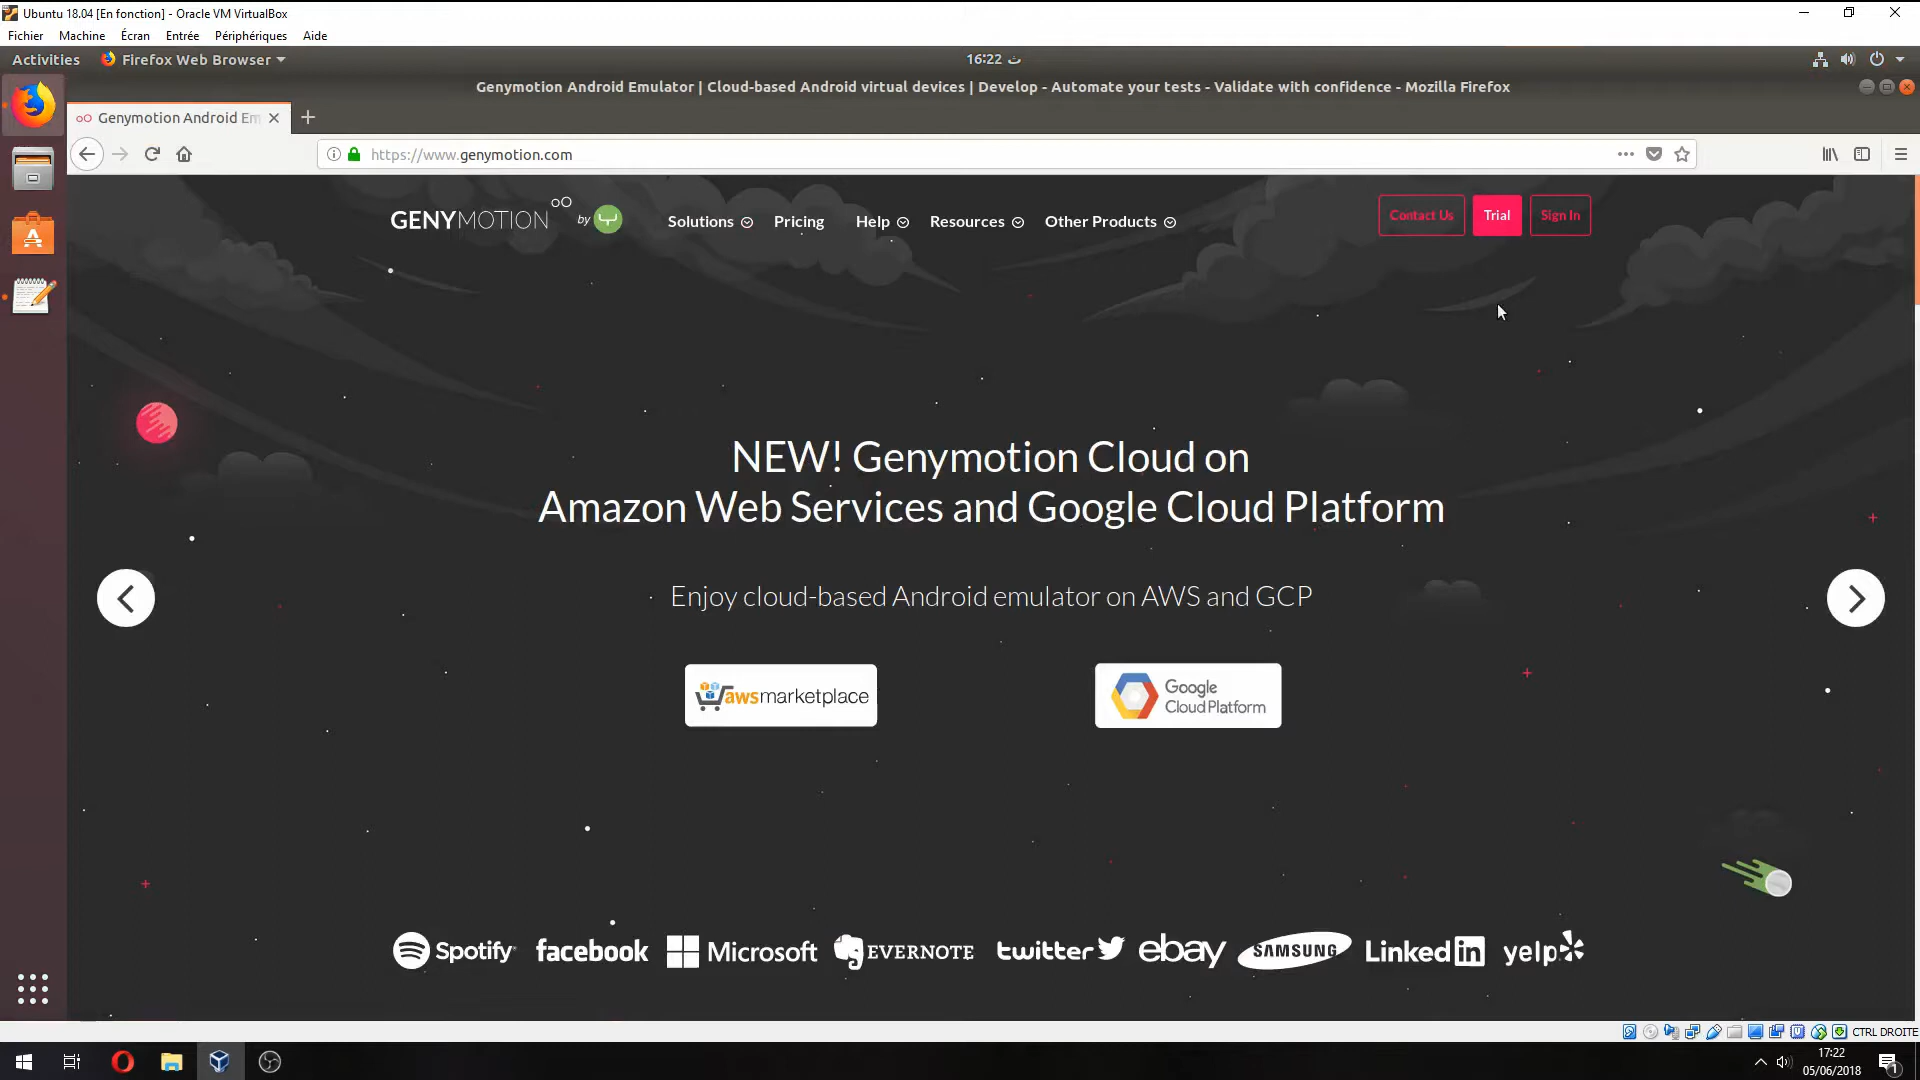 Ubuntu 18.04 [En fonction] - Oracle VM VirtualBox
Fichier Machine Écran Entrée Périphériques Aide
Activities Firefox Web Browser ث 16:22
Genymotion Android Emulator | Cloud-based Android virtual devices | Develop - Automate your tests - Validate with confidence - Mozilla Firefox
Genymotion Android Em
https://www.genymotion.com
GENYMOTION by Solutions Pricing Help Resources Other Products Contact Us Trial Sign In
NEW! Genymotion Cloud on
Amazon Web Services and Google Cloud Platform
Enjoy cloud-based Android emulator on AWS and GCP
awsmarketplace
Google
Cloud Platform
Spotify facebook Microsoft EVERNOTE twitter ebay SAMSUNG Linkedin yelp
CTRL DROITE
17:22
05/06/2018
1